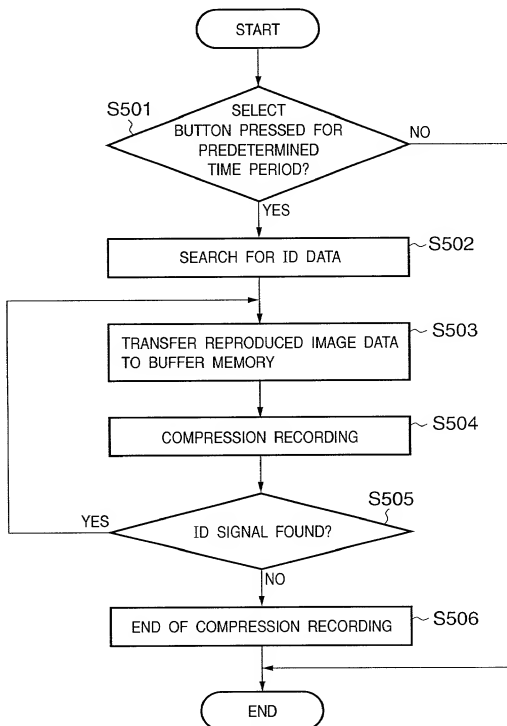 START
S501
SELECT
BUTTON PRESSED FOR
PREDETERMINED
TIME PERIOD?
NO
YES
SEARCH FOR ID DATA
S502
TRANSFER REPRODUCED IMAGE DATA
TO BUFFER MEMORY
S503
COMPRESSION RECORDING
S504
S505
YES
ID SIGNAL FOUND?
NO
END OF COMPRESSION RECORDING
S506
END